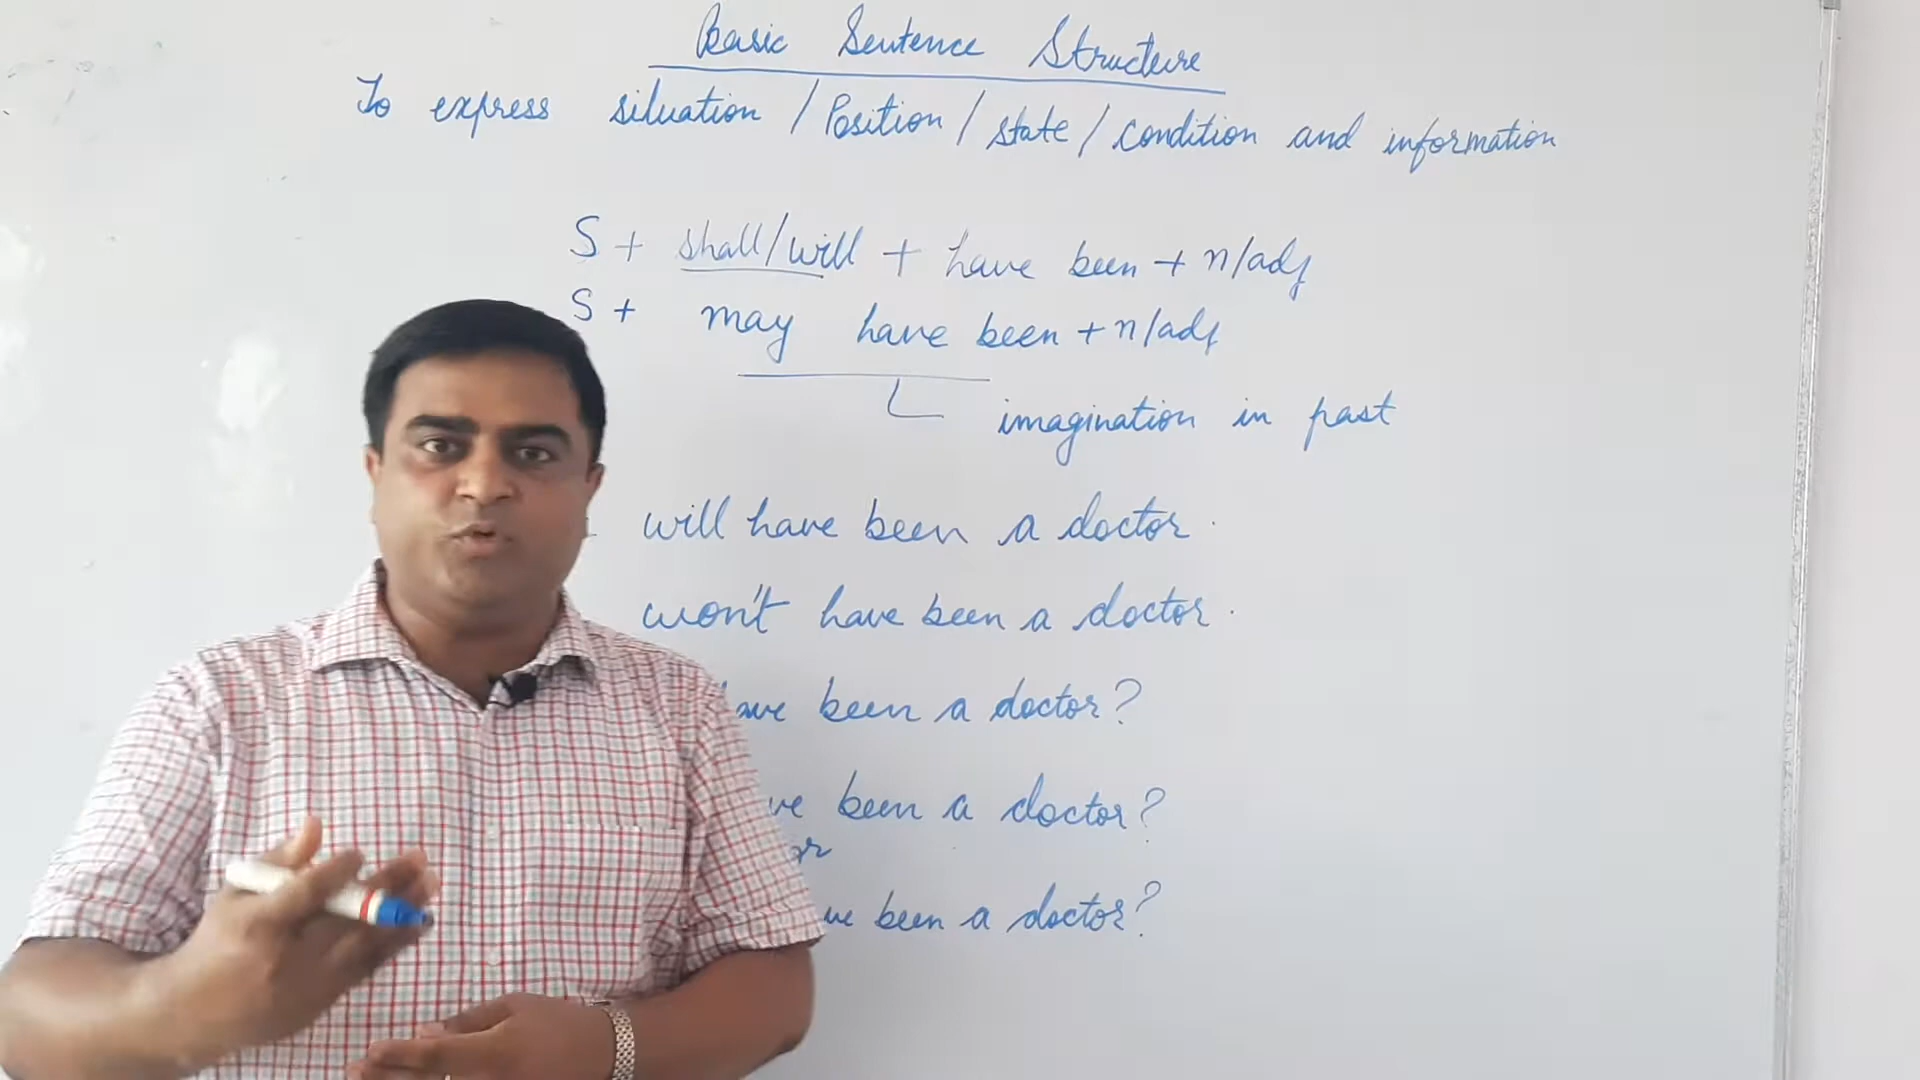 Basic Sentence Structure
To express situation / Position / state / condition and information
S + shall/will + have been + n/adj
S + may have been + n/adj
imagination in past
will have been a doctor.
won't have been a doctor.
been a doctor?
been a doctor?
or
been a doctor?